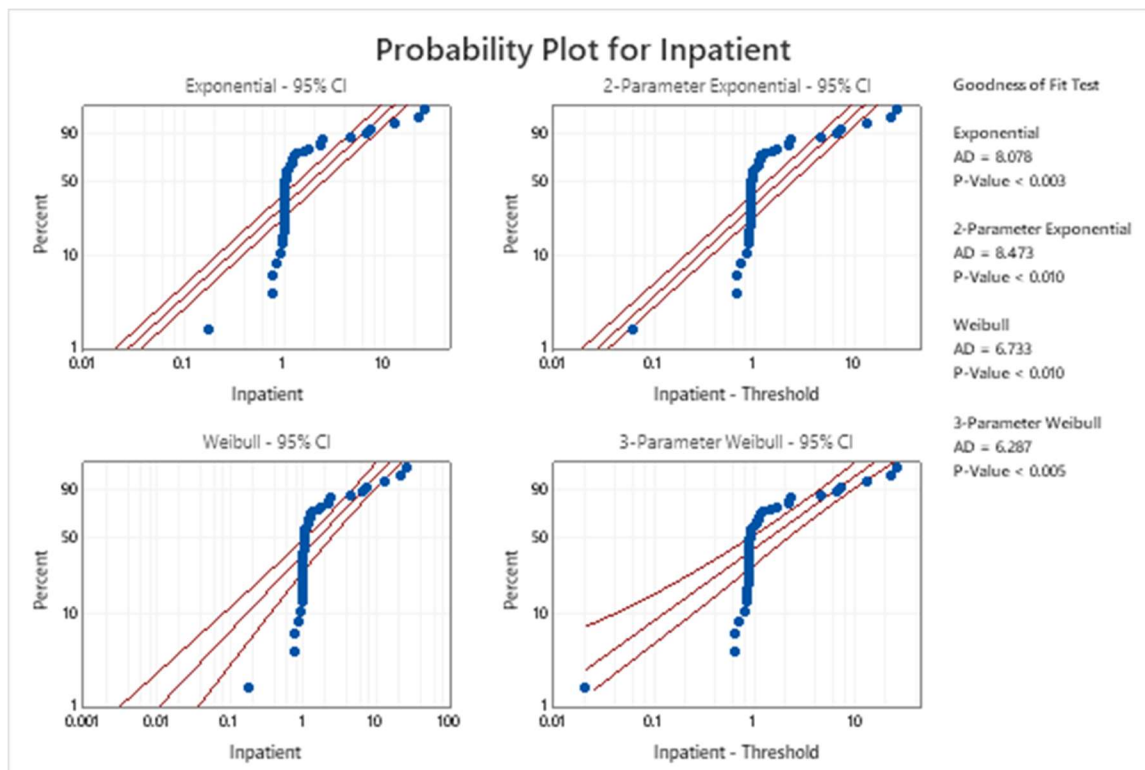 Probability Plot for Inpatient
Exponential - 95% CI
2-Parameter Exponential - 95% CI
Goodness of Fit Test
Exponential
AD = 8.078
P-Value < 0.003
2-Parameter Exponential
AD = 8.473
P-Value < 0.010
Weibull
AD = 6.733
P-Value < 0.010
3-Parameter Weibull
AD = 6.287
P-Value < 0.005
Percent
90
50
10
1
0.01 0.1 1 10
Inpatient
Percent
90
50
10
1
0.01 0.1 1 10
Inpatient - Threshold
Weibull - 95% CI
3-Parameter Weibull - 95% CI
Percent
90
50
10
1
0.001 0.01 0.1 1 10 100
Inpatient
Percent
90
50
10
1
0.01 0.1 1 10
Inpatient - Threshold